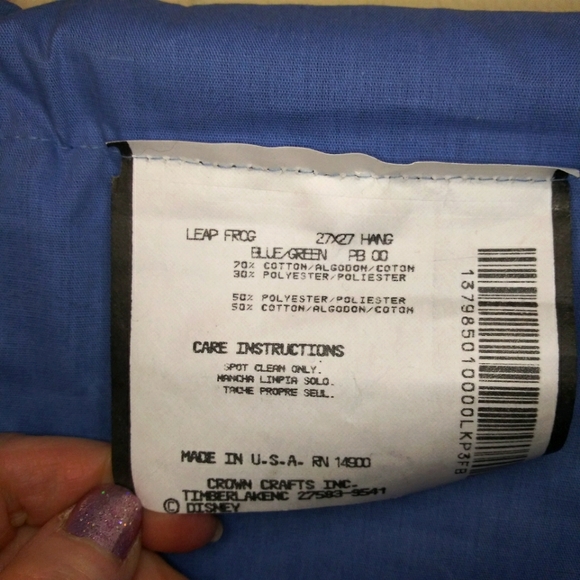 LEAP FROG 27X27 HANG
BLUE/GREEN PB 00
70% COTTON/ALGODON/COTON
30% POLYESTER/POLIESTER
50% POLYESTER/POLIESTER
50% COTTON/ALGODON/COTON
CARE INSTRUCTIONS
SPOT CLEAN ONLY.
MANCHA LIMPIA SOLO.
TACHE PROPRE SEUL.
MADE IN U.S.A. RN 14900
CROWN CRAFTS INC.
TIMBERLAKENC 27583-9541
© DISNEY
137985010000LKP3FB